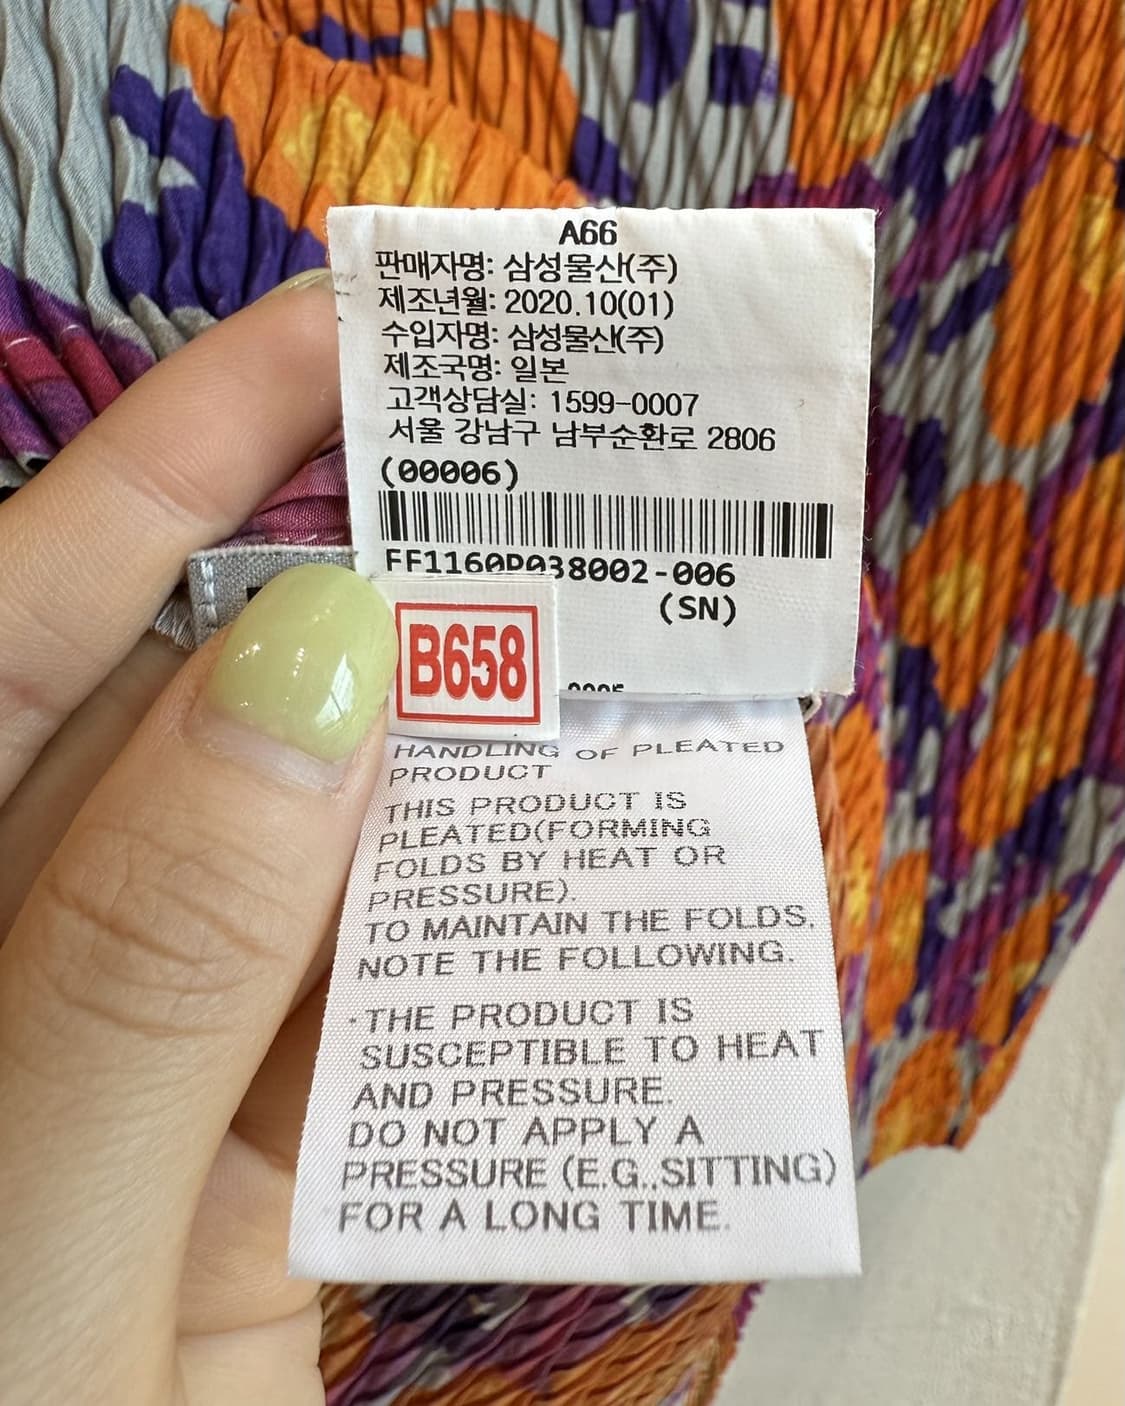 A66
판매자명: 삼성물산(주)
제조년월: 2020.10(01)
수입자명: 삼성물산(주)
제조국명: 일본
고객상담실: 1599-0007
서울 강남구 남부순환로 2806
(00006)
FF1160P038002-006
(SN)
B658
HANDLING OF PLEATED
PRODUCT
THIS PRODUCT IS
PLEATED(FORMING
FOLDS BY HEAT OR
PRESSURE).
TO MAINTAIN THE FOLDS,
NOTE THE FOLLOWING.
·THE PRODUCT IS
SUSCEPTIBLE TO HEAT
AND PRESSURE.
DO NOT APPLY A
PRESSURE (E.G.,SITTING)
FOR A LONG TIME.